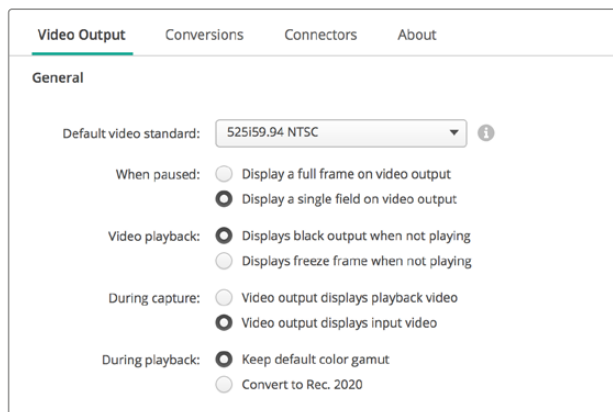 Video Output Conversions Connectors About
General
Default video standard: 525i59.94 NTSC
When paused: Display a full frame on video output
Display a single field on video output
Video playback: Displays black output when not playing
Displays freeze frame when not playing
During capture: Video output displays playback video
Video output displays input video
During playback: Keep default color gamut
Convert to Rec. 2020